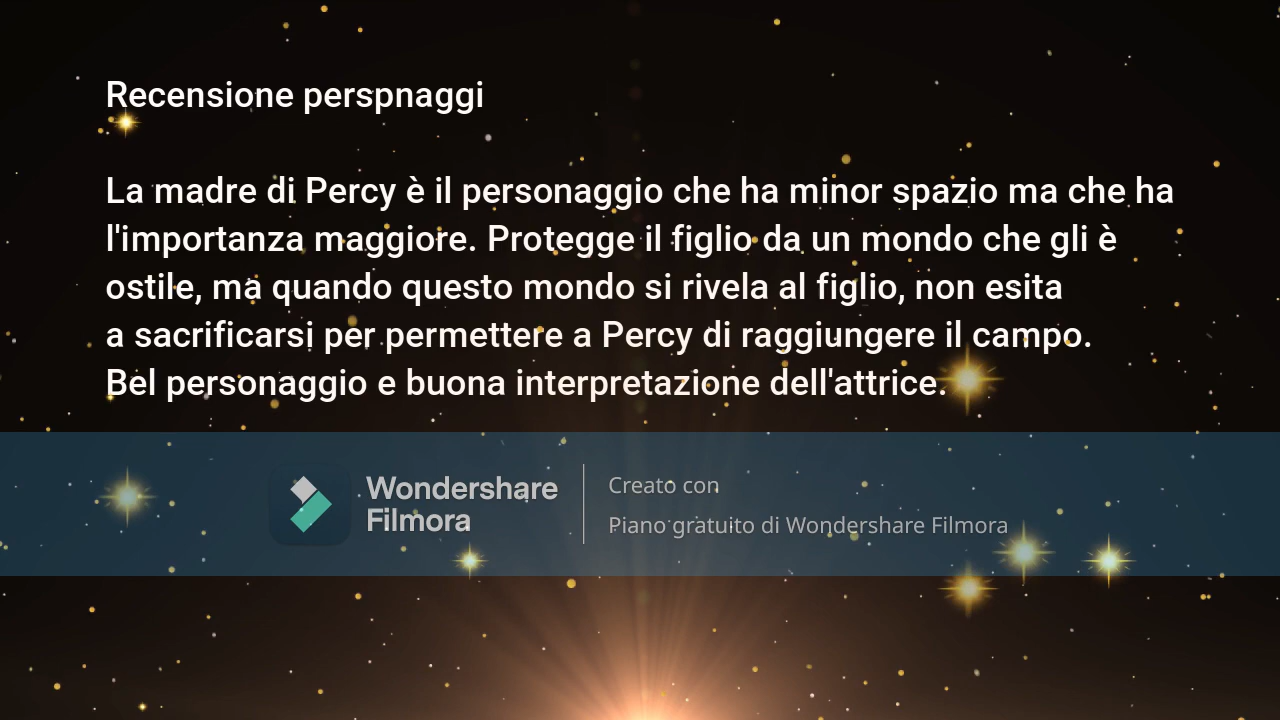 Recensione perspnaggi
La madre di Percy è il personaggio che ha minor spazio ma che ha
l'importanza maggiore. Protegge il figlio da un mondo che gli è
ostile, ma quando questo mondo si rivela al figlio, non esita
a sacrificarsi per permettere a Percy di raggiungere il campo.
Bel personaggio e buona interpretazione dell'attrice.
Wondershare
Filmora
Creato con
Piano gratuito di Wondershare Filmora